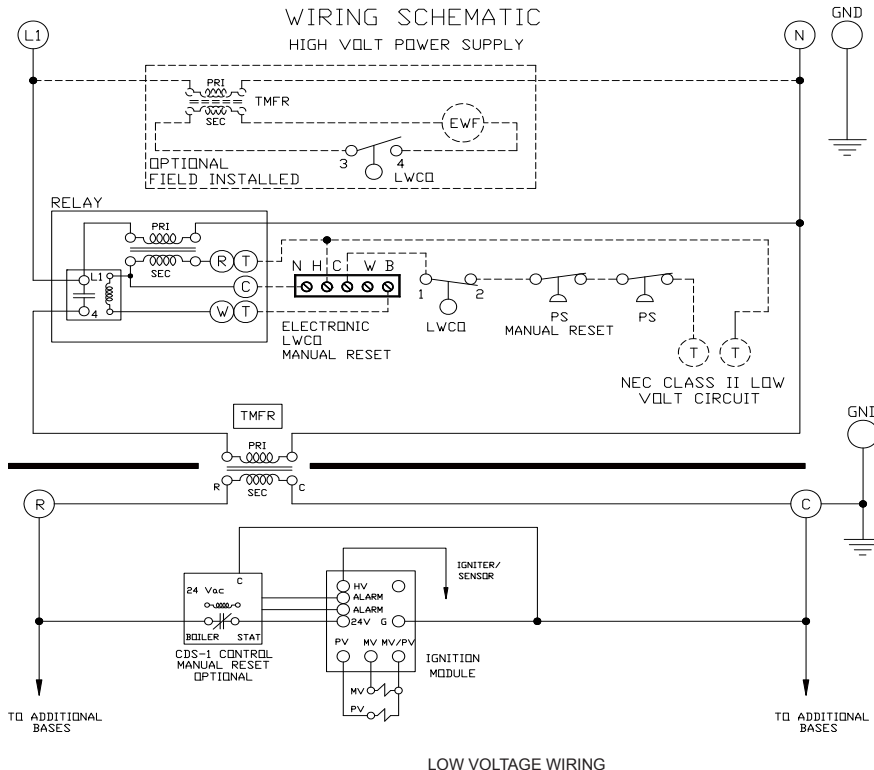 WIRING SCHEMATIC
HIGH VOLT POWER SUPPLY
L1
N
GND
PRI
TMFR
SEC
EWF
3
4
LWCO
OPTIONAL
FIELD INSTALLED
RELAY
PRI
SEC
R T
L1
C
4
W T
N H C W B
ELECTRONIC
LWCO
MANUAL RESET
1
2
LWCO
PS
MANUAL RESET
PS
T
T
NEC CLASS II LOW
VOLT CIRCUIT
TMFR
PRI
R
SEC
C
GND
R
C
24 Vac
C
BOILER STAT
CDS-1 CONTROL
MANUAL RESET
OPTIONAL
HV
ALARM
ALARM
24V G
PV MV MV/PV
IGNITER/
SENSOR
IGNITION
MODULE
MV
PV
TO ADDITIONAL
BASES
TO ADDITIONAL
BASES
LOW VOLTAGE WIRING